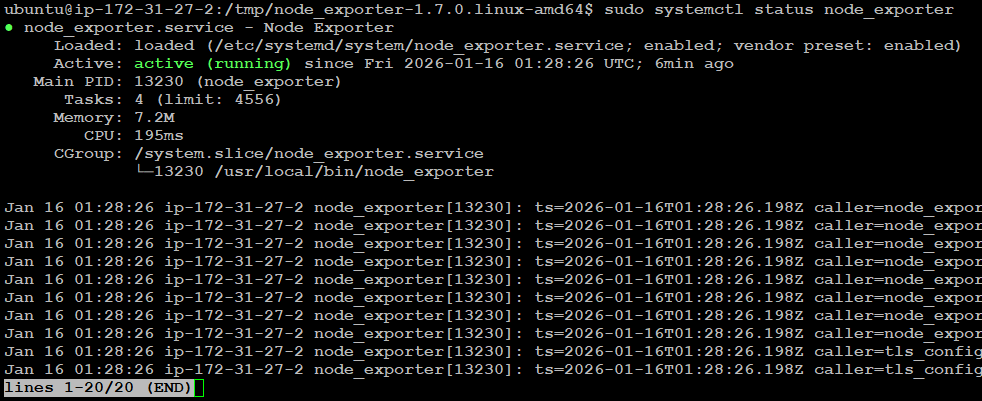 ubuntu@ip-172-31-27-2:/tmp/node_exporter-1.7.0.linux-amd64$ sudo systemctl status node_exporter
● node_exporter.service - Node Exporter
     Loaded: loaded (/etc/systemd/system/node_exporter.service; enabled; vendor preset: enabled)
     Active: active (running) since Fri 2026-01-16 01:28:26 UTC; 6min ago
   Main PID: 13230 (node_exporter)
      Tasks: 4 (limit: 4556)
     Memory: 7.2M
        CPU: 195ms
     CGroup: /system.slice/node_exporter.service
             └─13230 /usr/local/bin/node_exporter

Jan 16 01:28:26 ip-172-31-27-2 node_exporter[13230]: ts=2026-01-16T01:28:26.198Z caller=node_expor
Jan 16 01:28:26 ip-172-31-27-2 node_exporter[13230]: ts=2026-01-16T01:28:26.198Z caller=node_expor
Jan 16 01:28:26 ip-172-31-27-2 node_exporter[13230]: ts=2026-01-16T01:28:26.198Z caller=node_expor
Jan 16 01:28:26 ip-172-31-27-2 node_exporter[13230]: ts=2026-01-16T01:28:26.198Z caller=node_expor
Jan 16 01:28:26 ip-172-31-27-2 node_exporter[13230]: ts=2026-01-16T01:28:26.198Z caller=node_expor
Jan 16 01:28:26 ip-172-31-27-2 node_exporter[13230]: ts=2026-01-16T01:28:26.198Z caller=node_expor
Jan 16 01:28:26 ip-172-31-27-2 node_exporter[13230]: ts=2026-01-16T01:28:26.198Z caller=node_expor
Jan 16 01:28:26 ip-172-31-27-2 node_exporter[13230]: ts=2026-01-16T01:28:26.198Z caller=node_expor
Jan 16 01:28:26 ip-172-31-27-2 node_exporter[13230]: ts=2026-01-16T01:28:26.198Z caller=tls_config
Jan 16 01:28:26 ip-172-31-27-2 node_exporter[13230]: ts=2026-01-16T01:28:26.198Z caller=tls_config
lines 1-20/20 (END)